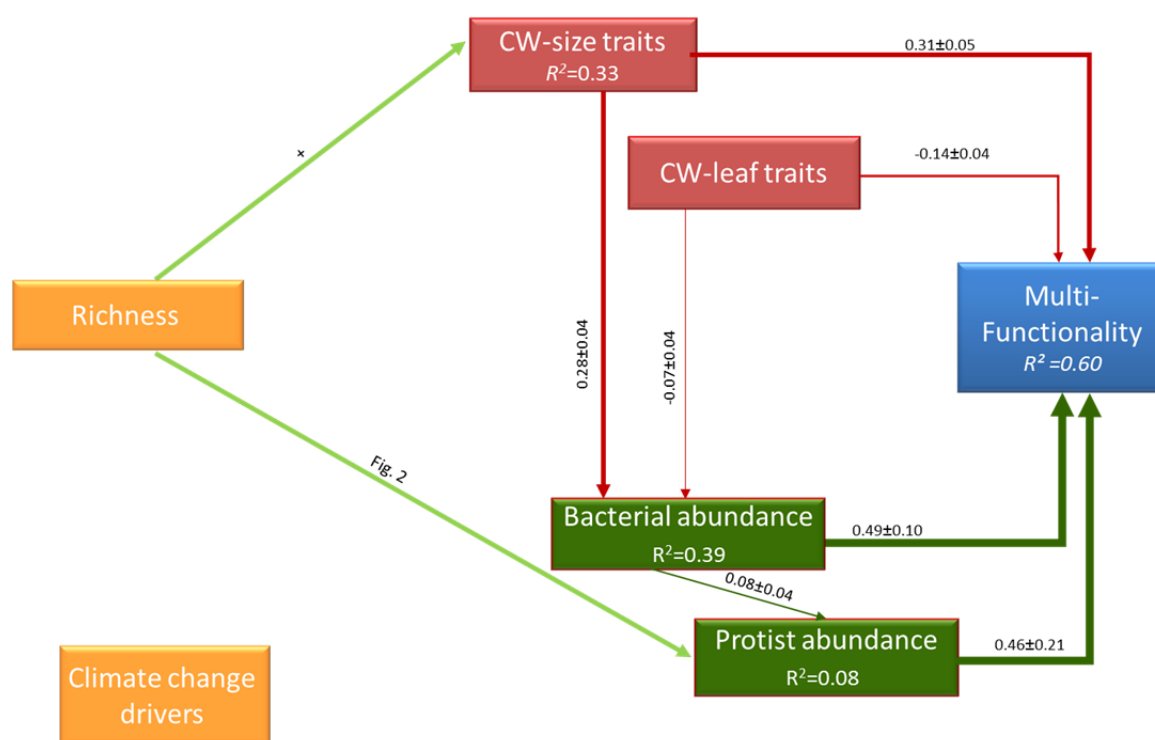 CW-size traits
R²=0.33
0.31±0.05
+
CW-leaf traits
-0.14±0.04
Richness
Multi-
Functionality
R² =0.60
0.28±0.04
-0.07±0.04
Fig. 2
Bacterial abundance
R²=0.39
0.49±0.10
0.08±0.04
Protist abundance
R²=0.08
0.46±0.21
Climate change
drivers